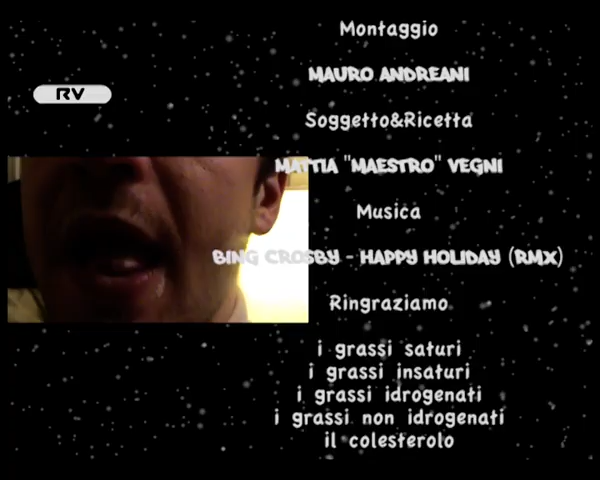 Montaggio
MAURO ANDREANI
RV
Soggetto&Ricetta
MATTIA "MAESTRO" VEGNI
Musica
BING CROSBY - HAPPY HOLIDAY (RMX)
Ringraziamo
i grassi saturi
i grassi insaturi
i grassi idrogenati
i grassi non idrogenati
il colesterolo